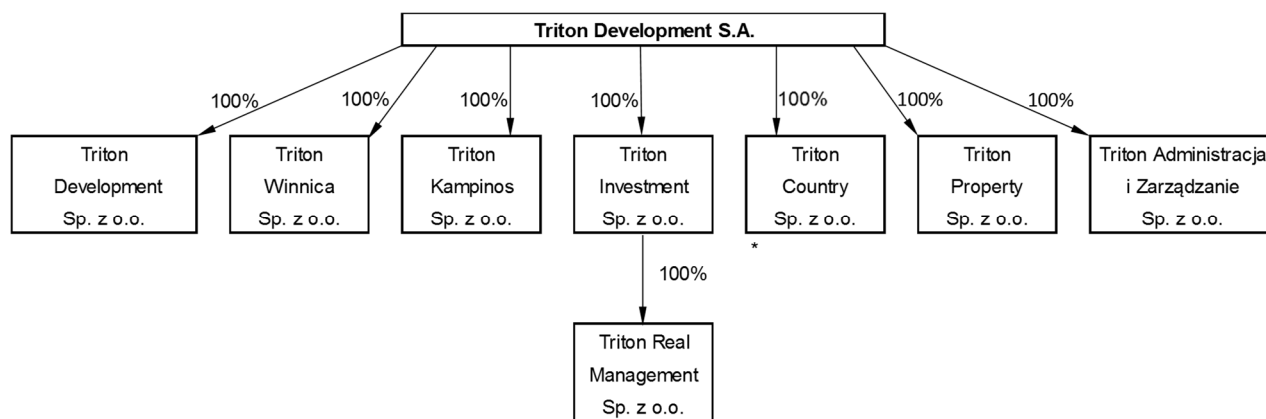 Triton Development S.A.
100%
100%
100%
100%
100%
100%
100%
Triton
Development
Sp. z o.o.
Triton
Winnica
Sp. z o.o.
Triton
Kampinos
Sp. z o.o.
Triton
Investment
Sp. z o.o.
Triton
Country
Sp. z o.o.
*
Triton
Property
Sp. z o.o.
Triton Administracja
i Zarządzanie
Sp. z o.o.
100%
Triton Real
Management
Sp. z o.o.